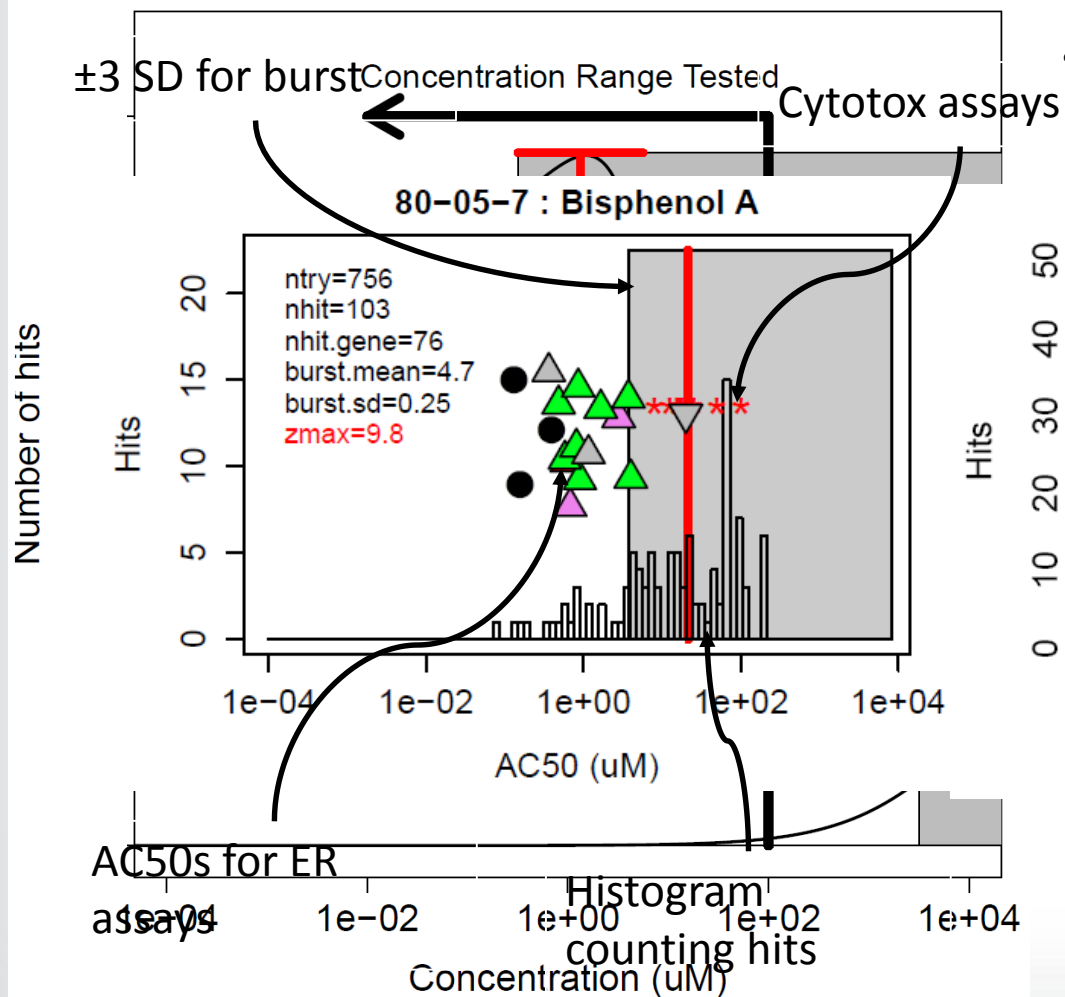 ±3 SD for burst
Concentration Range Tested
Cytotox assays
80−05−7 : Bisphenol A
ntry=756
nhit=103
nhit.gene=76
burst.mean=4.7
burst.sd=0.25
zmax=9.8
Number of hits
Hits
20
15
10
5
0
* * * *
Hits
50
40
30
20
10
0
1e−04 1e−02 1e+00 1e+02 1e+04
AC50 (uM)
AC50s for ER
assays
Histogram
counting hits
1e−04 1e−02 1e+00 1e+02 1e+04
Concentration (uM)